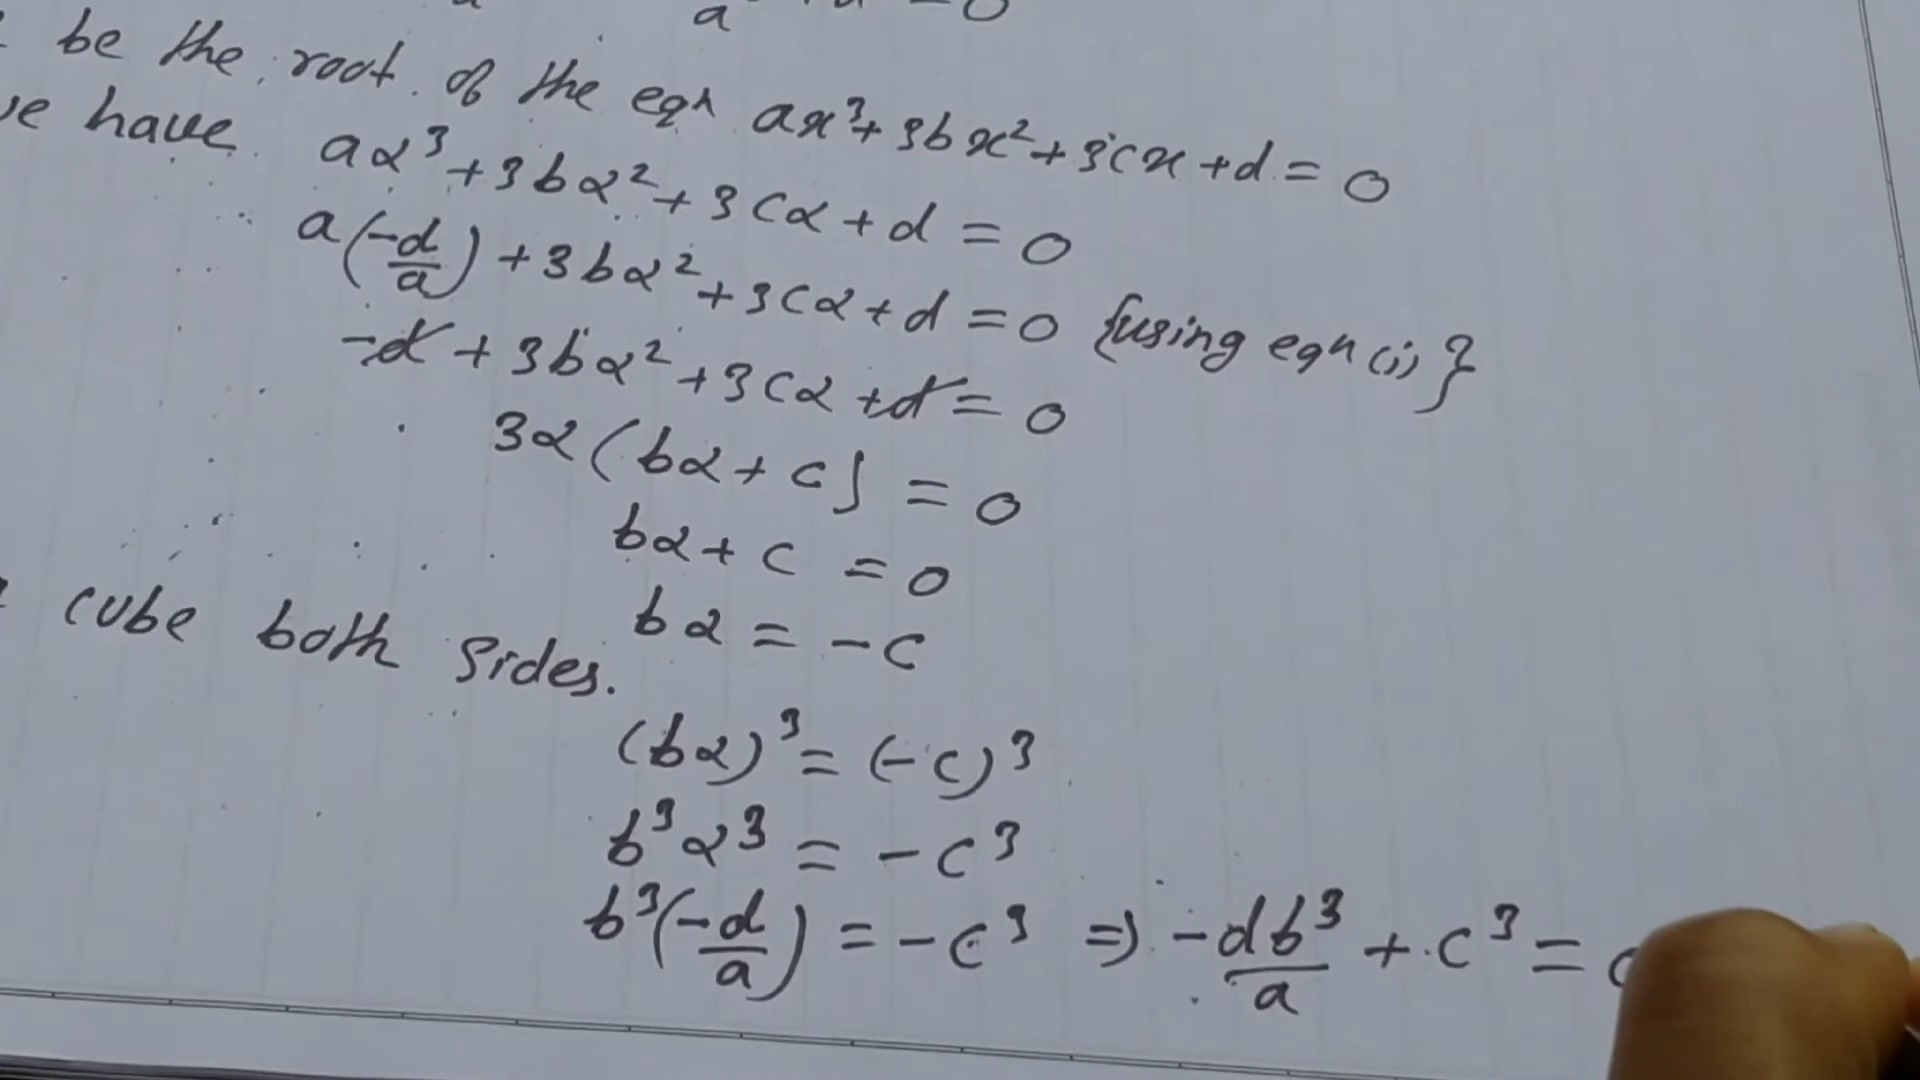 be the root of the eqn ax³+3bx²+3cx+d=0
have aα³+3bα²+3cα+d=0
a(-d/a)+3bα²+3cα+d=0 {using eqn (i)}
-d+3bα²+3cα+d=0
3α(bα+c)=0
bα+c=0
bα=-c
cube both sides.
(bα)³=(-c)³
b³α³=-c³
b³(-d/a)=-c³ ⇒ -db³/a+c³=